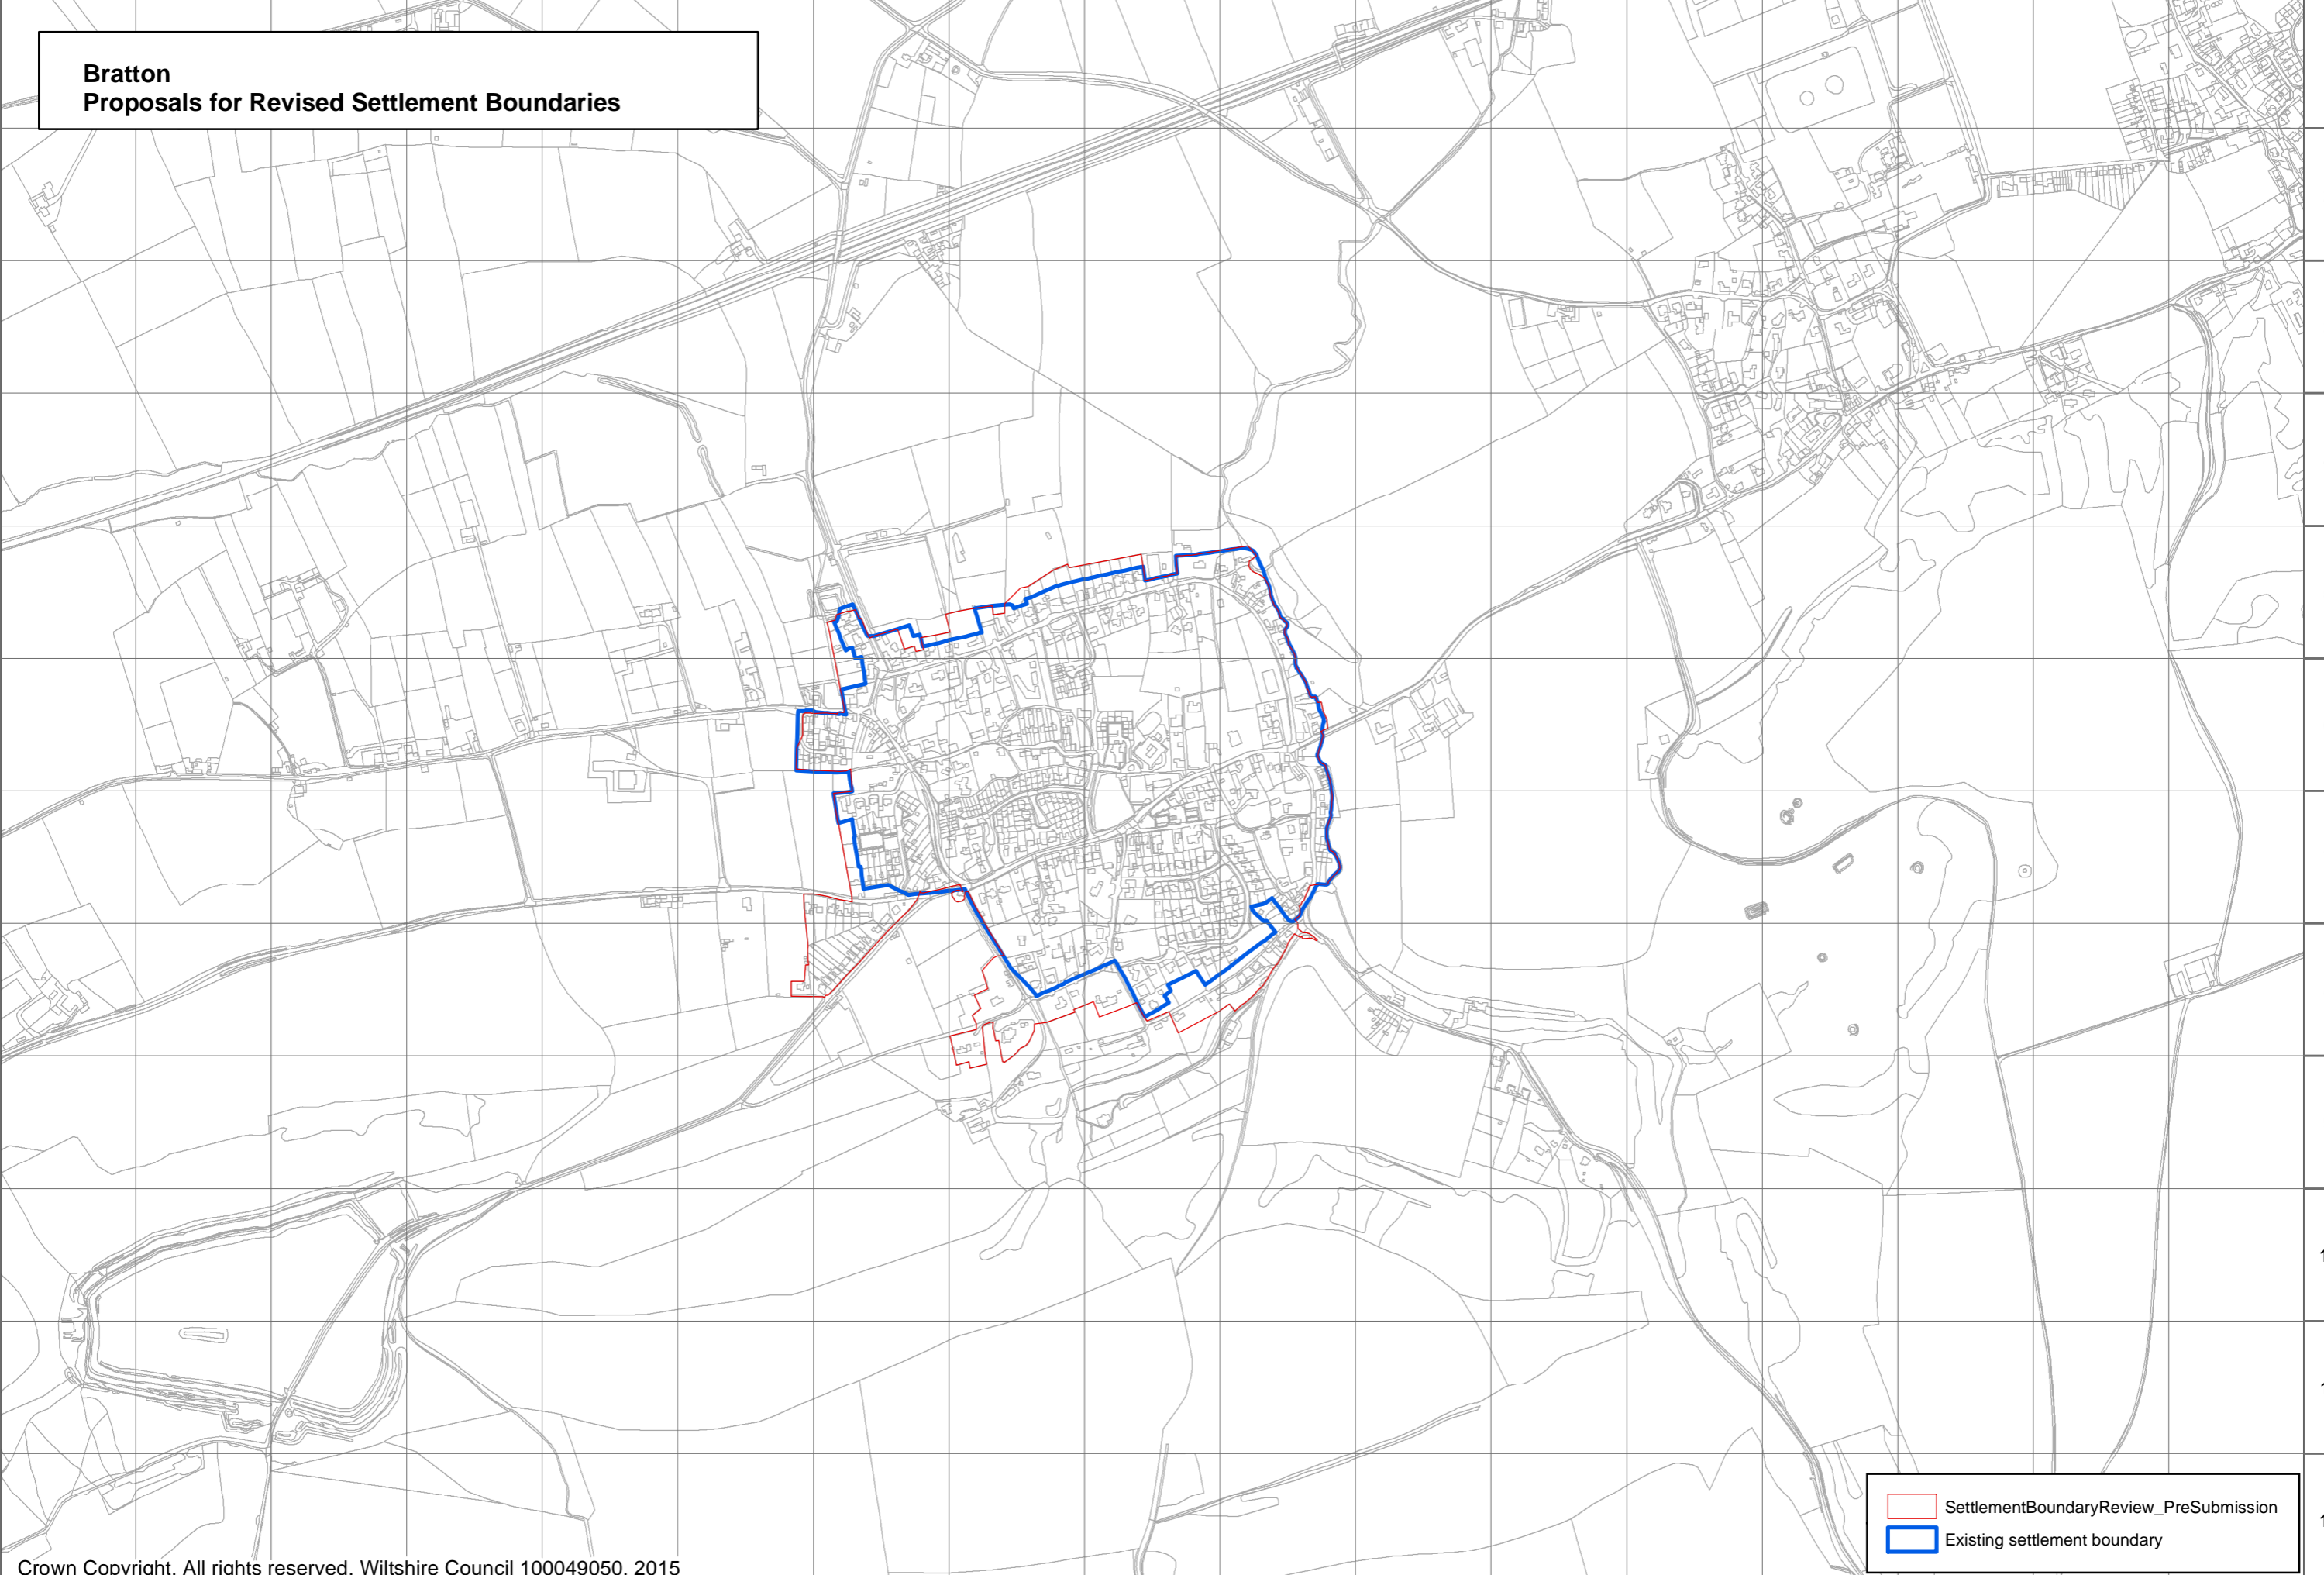 Bratton
Proposals for Revised Settlement Boundaries
SettlementBoundaryReview_PreSubmission
Existing settlement boundary
Crown Copyright. All rights reserved. Wiltshire Council 100049050. 2015